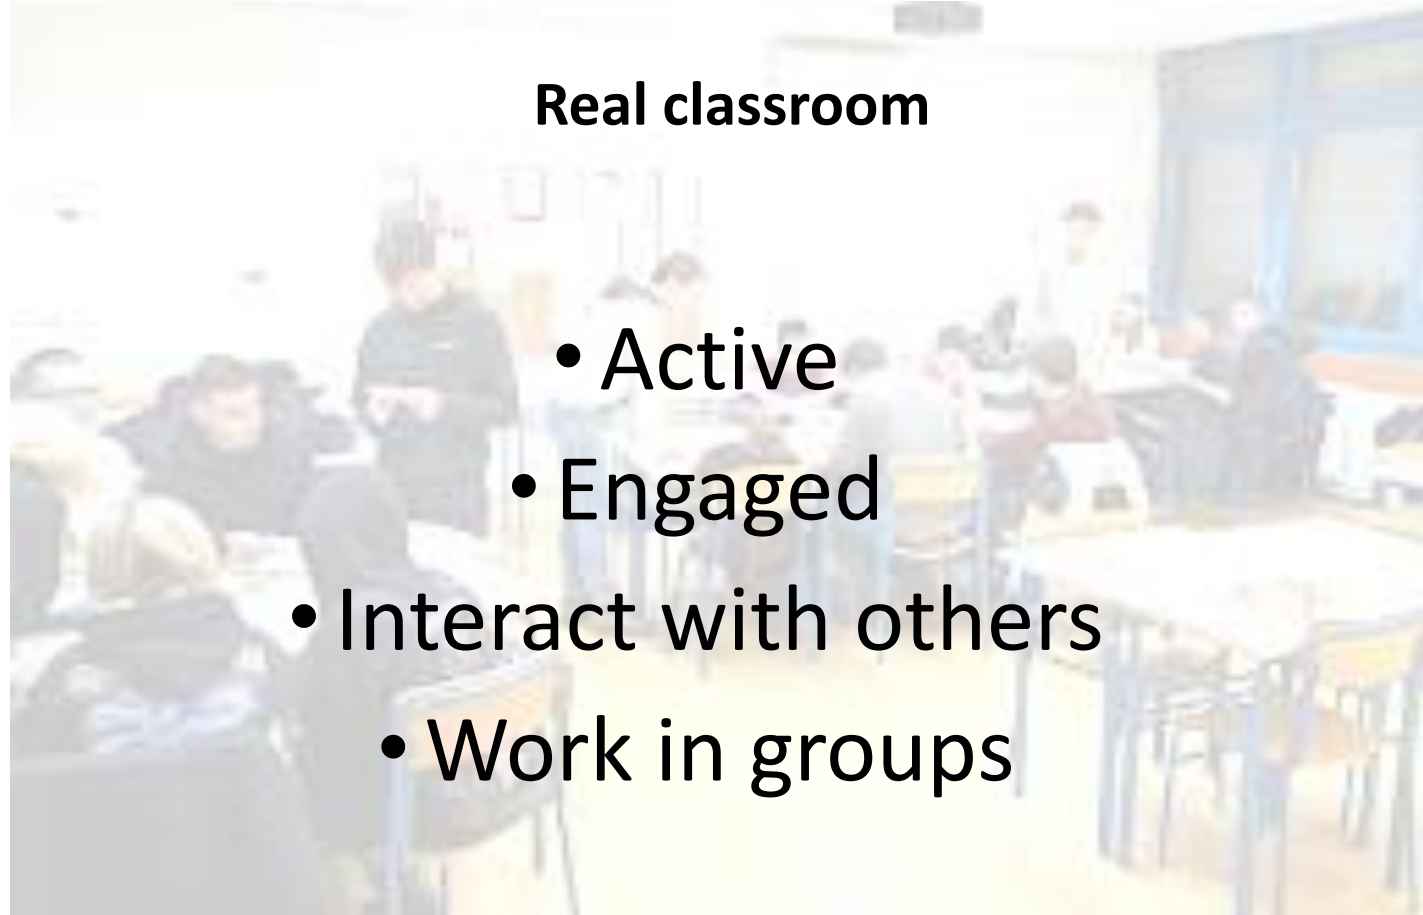 Real classroom
• Active
• Engaged
• Interact with others
• Work in groups